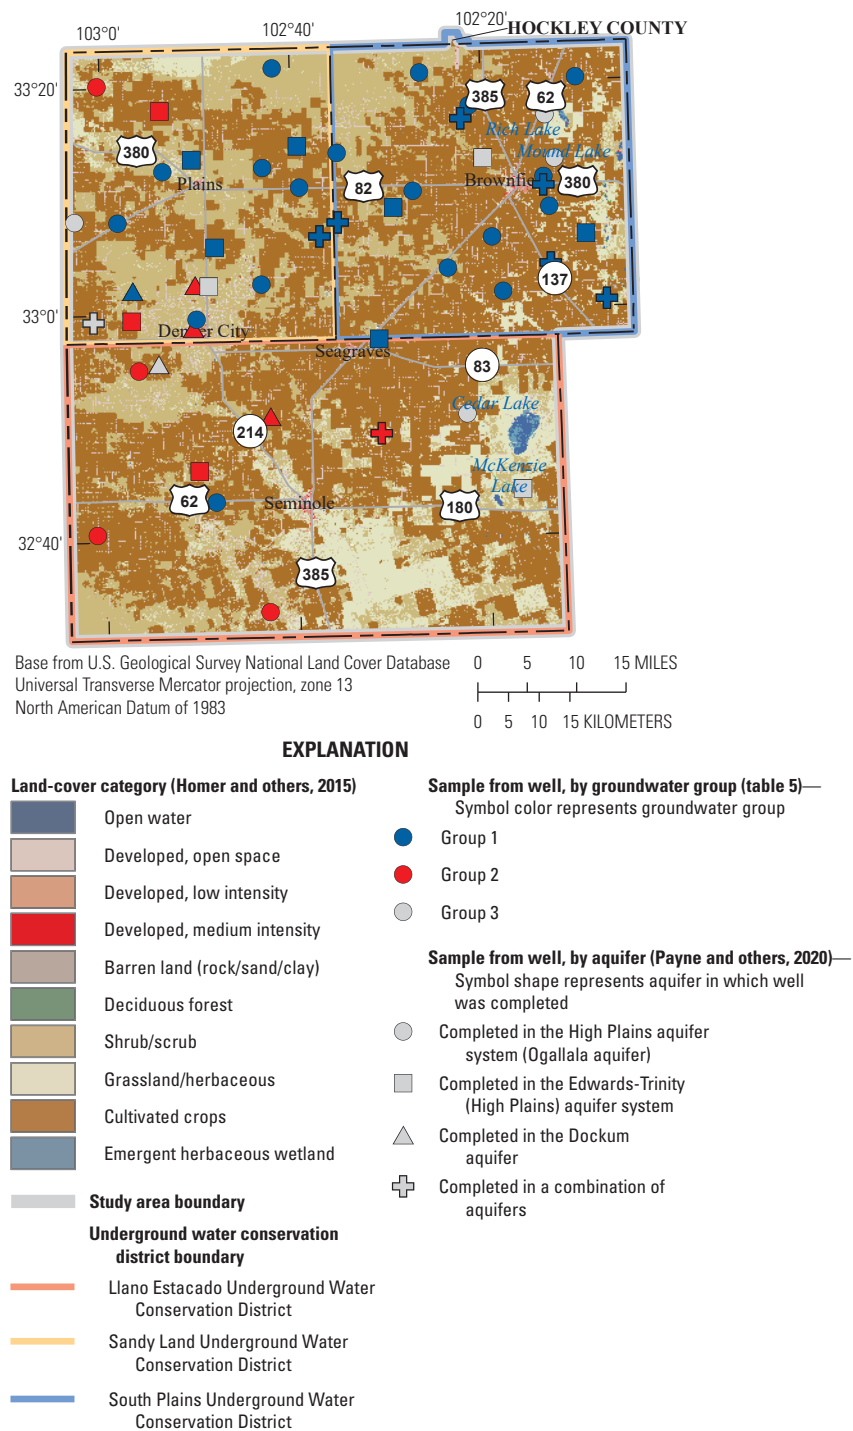 103°0'
102°40'
102°20'
HOCKLEY COUNTY
33°20'
385
62
Rich Lake
Mound Lake
380
Plains
82
Brownfie
380
33°0'
137
Denver City
Seagraves
83
Cedar Lake
214
McKenzie
Lake
62
Seminole
180
32°40'
385
Base from U.S. Geological Survey National Land Cover Database
Universal Transverse Mercator projection, zone 13
North American Datum of 1983
0 5 10 15 MILES
0 5 10 15 KILOMETERS
EXPLANATION
Land-cover category (Homer and others, 2015)
Open water
Developed, open space
Developed, low intensity
Developed, medium intensity
Barren land (rock/sand/clay)
Deciduous forest
Shrub/scrub
Grassland/herbaceous
Cultivated crops
Emergent herbaceous wetland
Study area boundary
Underground water conservation
district boundary
Llano Estacado Underground Water
Conservation District
Sandy Land Underground Water
Conservation District
South Plains Underground Water
Conservation District
Sample from well, by groundwater group (table 5)—
Symbol color represents groundwater group
Group 1
Group 2
Group 3
Sample from well, by aquifer (Payne and others, 2020)—
Symbol shape represents aquifer in which well
was completed
Completed in the High Plains aquifer
system (Ogallala aquifer)
Completed in the Edwards-Trinity
(High Plains) aquifer system
Completed in the Dockum
aquifer
Completed in a combination of
aquifers